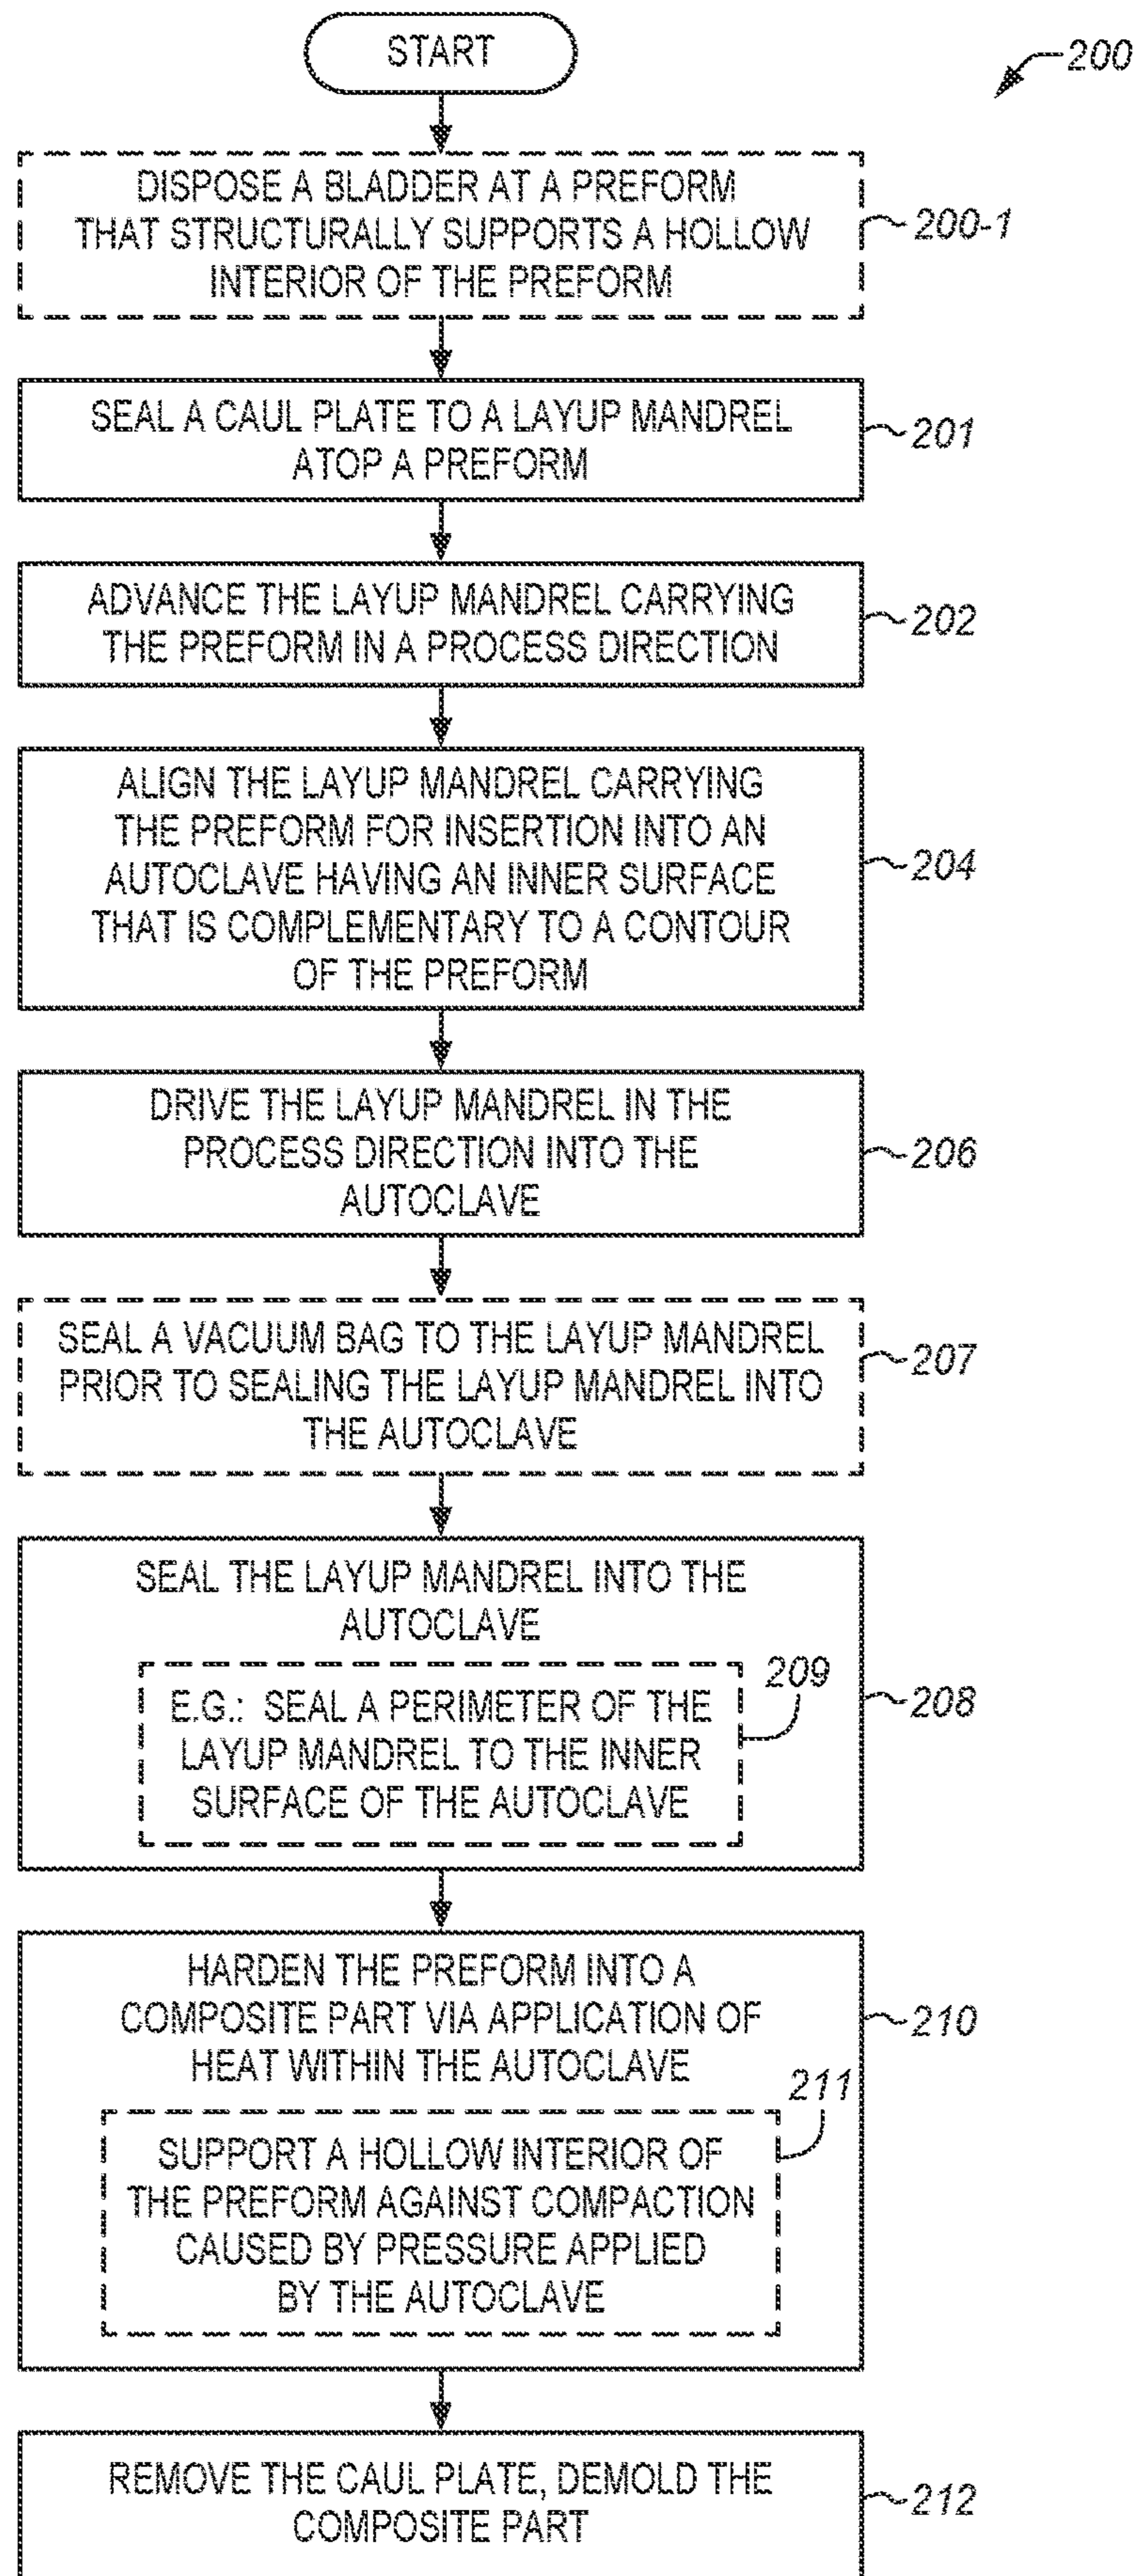 START
200
DISPOSE A BLADDER AT A PREFORM
THAT STRUCTURALLY SUPPORTS A HOLLOW
INTERIOR OF THE PREFORM
200-1
SEAL A CAUL PLATE TO A LAYUP MANDREL
ATOP A PREFORM
201
ADVANCE THE LAYUP MANDREL CARRYING
THE PREFORM IN A PROCESS DIRECTION
202
ALIGN THE LAYUP MANDREL CARRYING
THE PREFORM FOR INSERTION INTO AN
AUTOCLAVE HAVING AN INNER SURFACE
THAT IS COMPLEMENTARY TO A CONTOUR
OF THE PREFORM
204
DRIVE THE LAYUP MANDREL IN THE
PROCESS DIRECTION INTO THE
AUTOCLAVE
206
SEAL A VACUUM BAG TO THE LAYUP MANDREL
PRIOR TO SEALING THE LAYUP MANDREL INTO
THE AUTOCLAVE
207
SEAL THE LAYUP MANDREL INTO THE
AUTOCLAVE
208
E.G.: SEAL A PERIMETER OF THE
LAYUP MANDREL TO THE INNER
SURFACE OF THE AUTOCLAVE
209
HARDEN THE PREFORM INTO A
COMPOSITE PART VIA APPLICATION OF
HEAT WITHIN THE AUTOCLAVE
210
SUPPORT A HOLLOW INTERIOR OF
THE PREFORM AGAINST COMPACTION
CAUSED BY PRESSURE APPLIED
BY THE AUTOCLAVE
211
REMOVE THE CAUL PLATE, DEMOLD THE
COMPOSITE PART
212